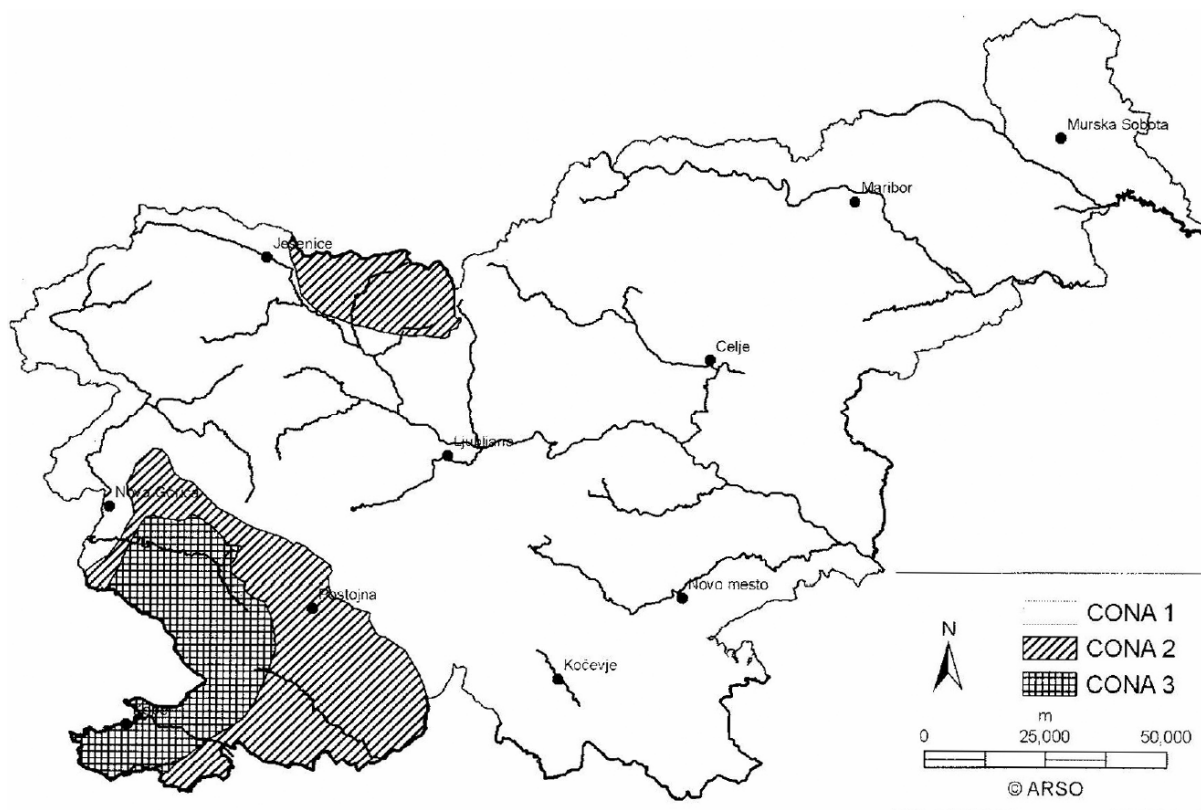 Murska Sobota
Maribor
Jesenice
Celje
Ljubljana
Nova Gorica
Postojna
Novo mesto
Kočevje
N
CONA 1
CONA 2
CONA 3
m
0 25,000 50,000
© ARSO